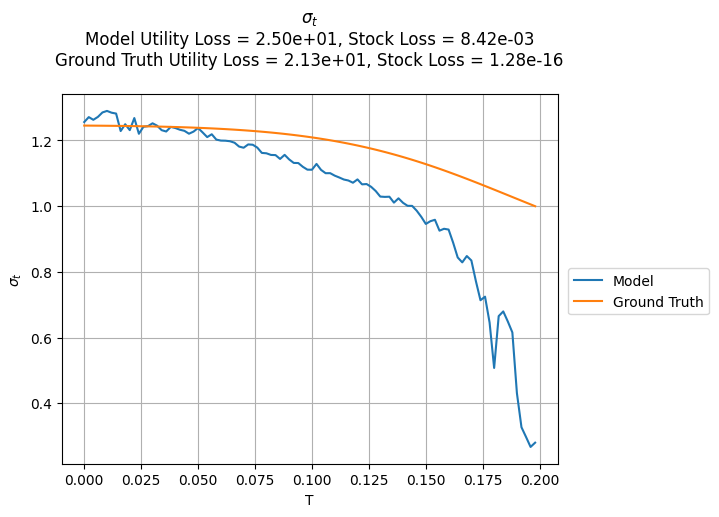 σt
Model Utility Loss = 2.50e+01, Stock Loss = 8.42e-03
Ground Truth Utility Loss = 2.13e+01, Stock Loss = 1.28e-16
1.2
1.0
0.8
0.6
0.4
σt
0.000 0.025 0.050 0.075 0.100 0.125 0.150 0.175 0.200
T
Model
Ground Truth